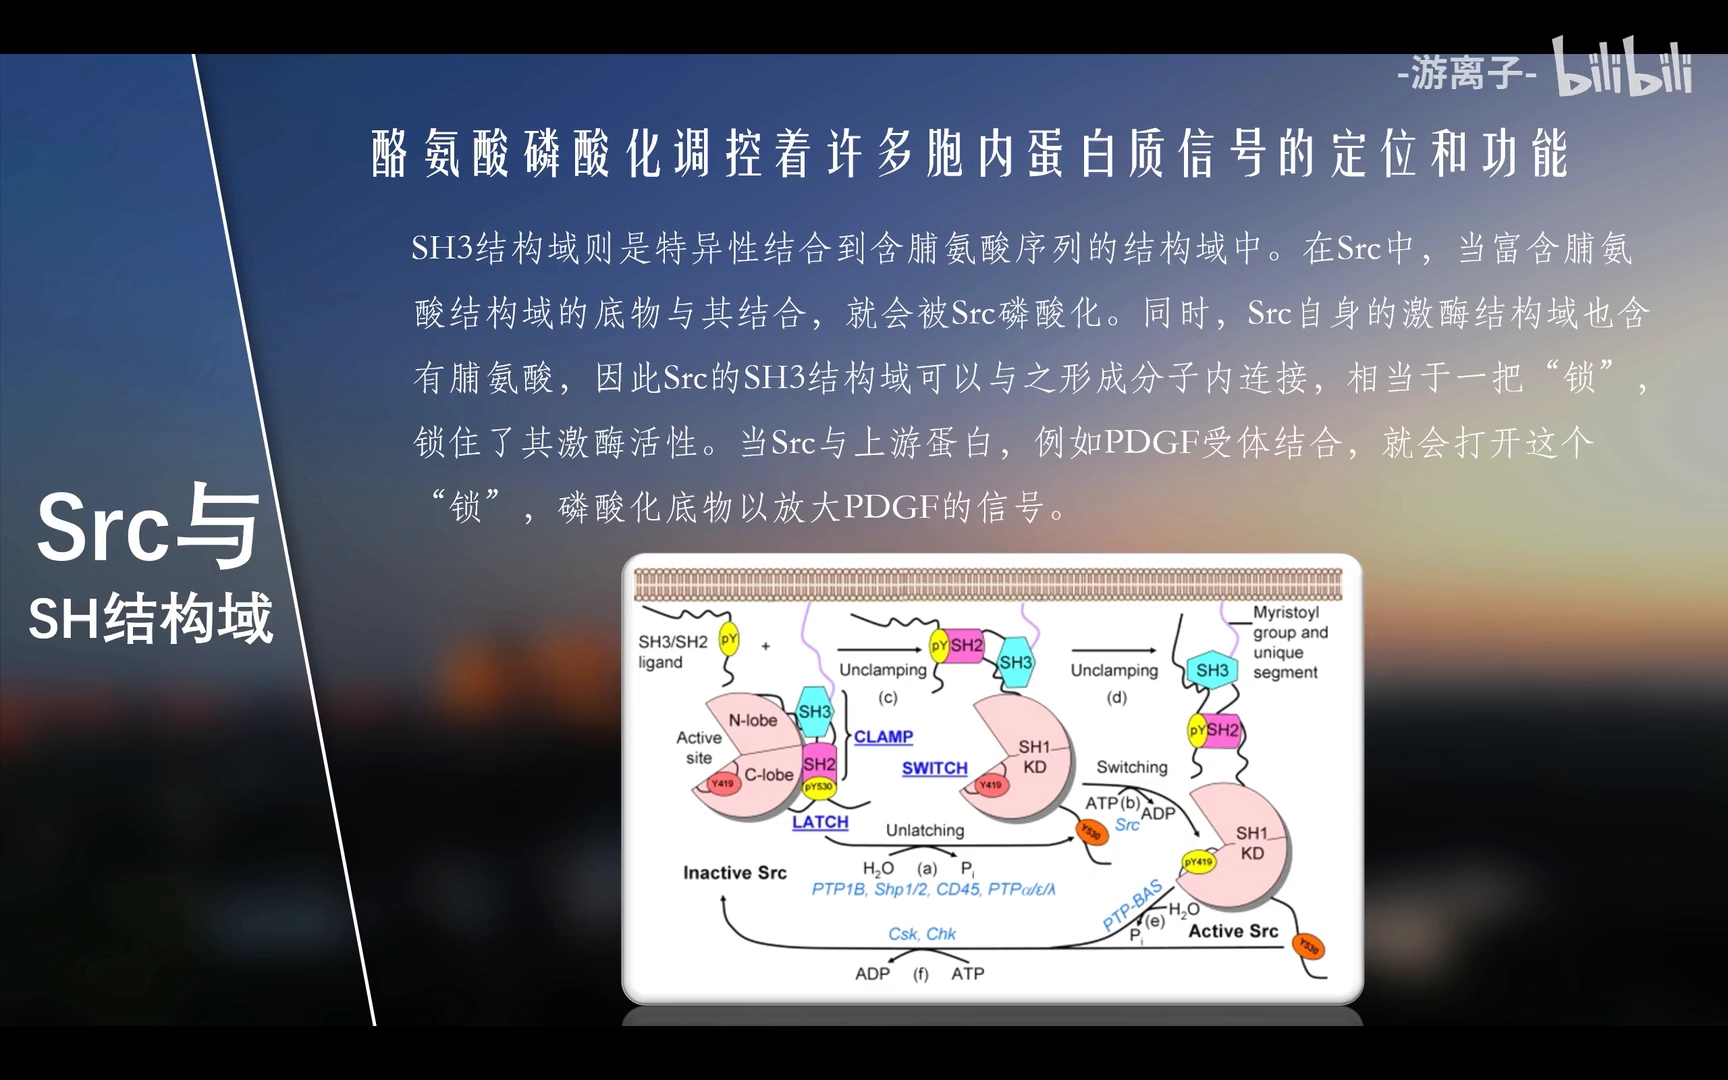 -游离子- bilibili
酪氨酸磷酸化调控着许多胞内蛋白质信号的定位和功能
SH3结构域则是特异性结合到含脯氨酸序列的结构域中。在Src中，当富含脯氨
酸结构域的底物与其结合，就会被Src磷酸化。同时，Src自身的激酶结构域也含
有脯氨酸，因此Src的SH3结构域可以与之形成分子内连接，相当于一把“锁”，
锁住了其激酶活性。当Src与上游蛋白，例如PDGF受体结合，就会打开这个
“锁”，磷酸化底物以放大PDGF的信号。
Src与
SH结构域
SH3/SH2
ligand
pY
+
Unclamping
(c)
pY SH2
SH3
Unclamping
(d)
Myristoyl
group and
unique
segment
SH3
pY SH2
N-lobe
SH3
Active
site
C-lobe
SH2
Y419
pY530
CLAMP
LATCH
SWITCH
SH1
KD
Y419
Y530
Switching
ATP (b) ADP
Src
Unlatching
H₂O (a) Pi
PTP1B, Shp1/2, CD45, PTPα/ε/λ
Inactive Src
SH1
KD
pY419
PTP-BAS
H₂O
(e)
Pi
Active Src
Y530
Csk, Chk
ADP (f) ATP